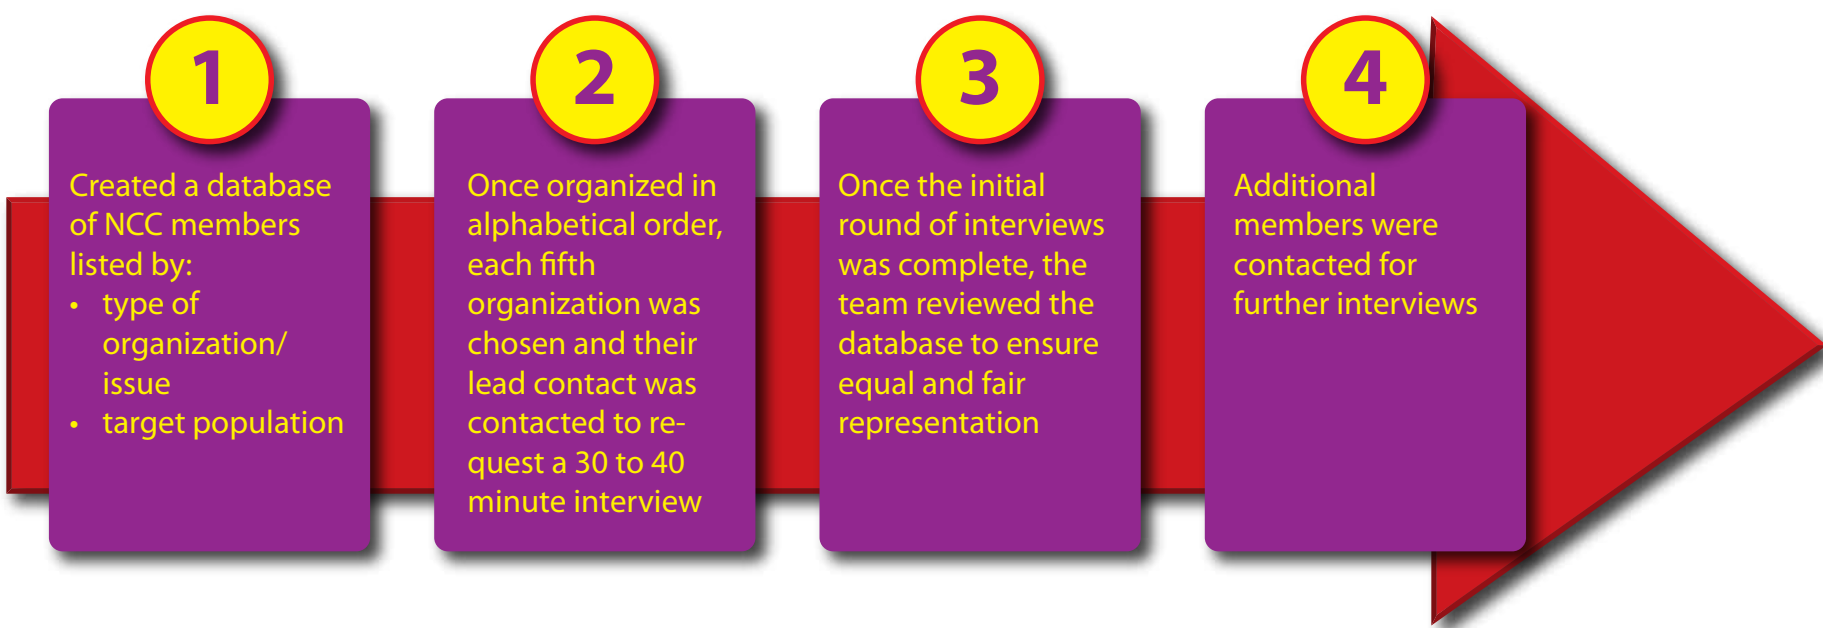 1
Created a database
of NCC members
listed by:
• type of
organization/
issue
• target population
2
Once organized in
alphabetical order,
each fifth
organization was
chosen and their
lead contact was
contacted to re-
quest a 30 to 40
minute interview
3
Once the initial
round of interviews
was complete, the
team reviewed the
database to ensure
equal and fair
representation
4
Additional
members were
contacted for
further interviews